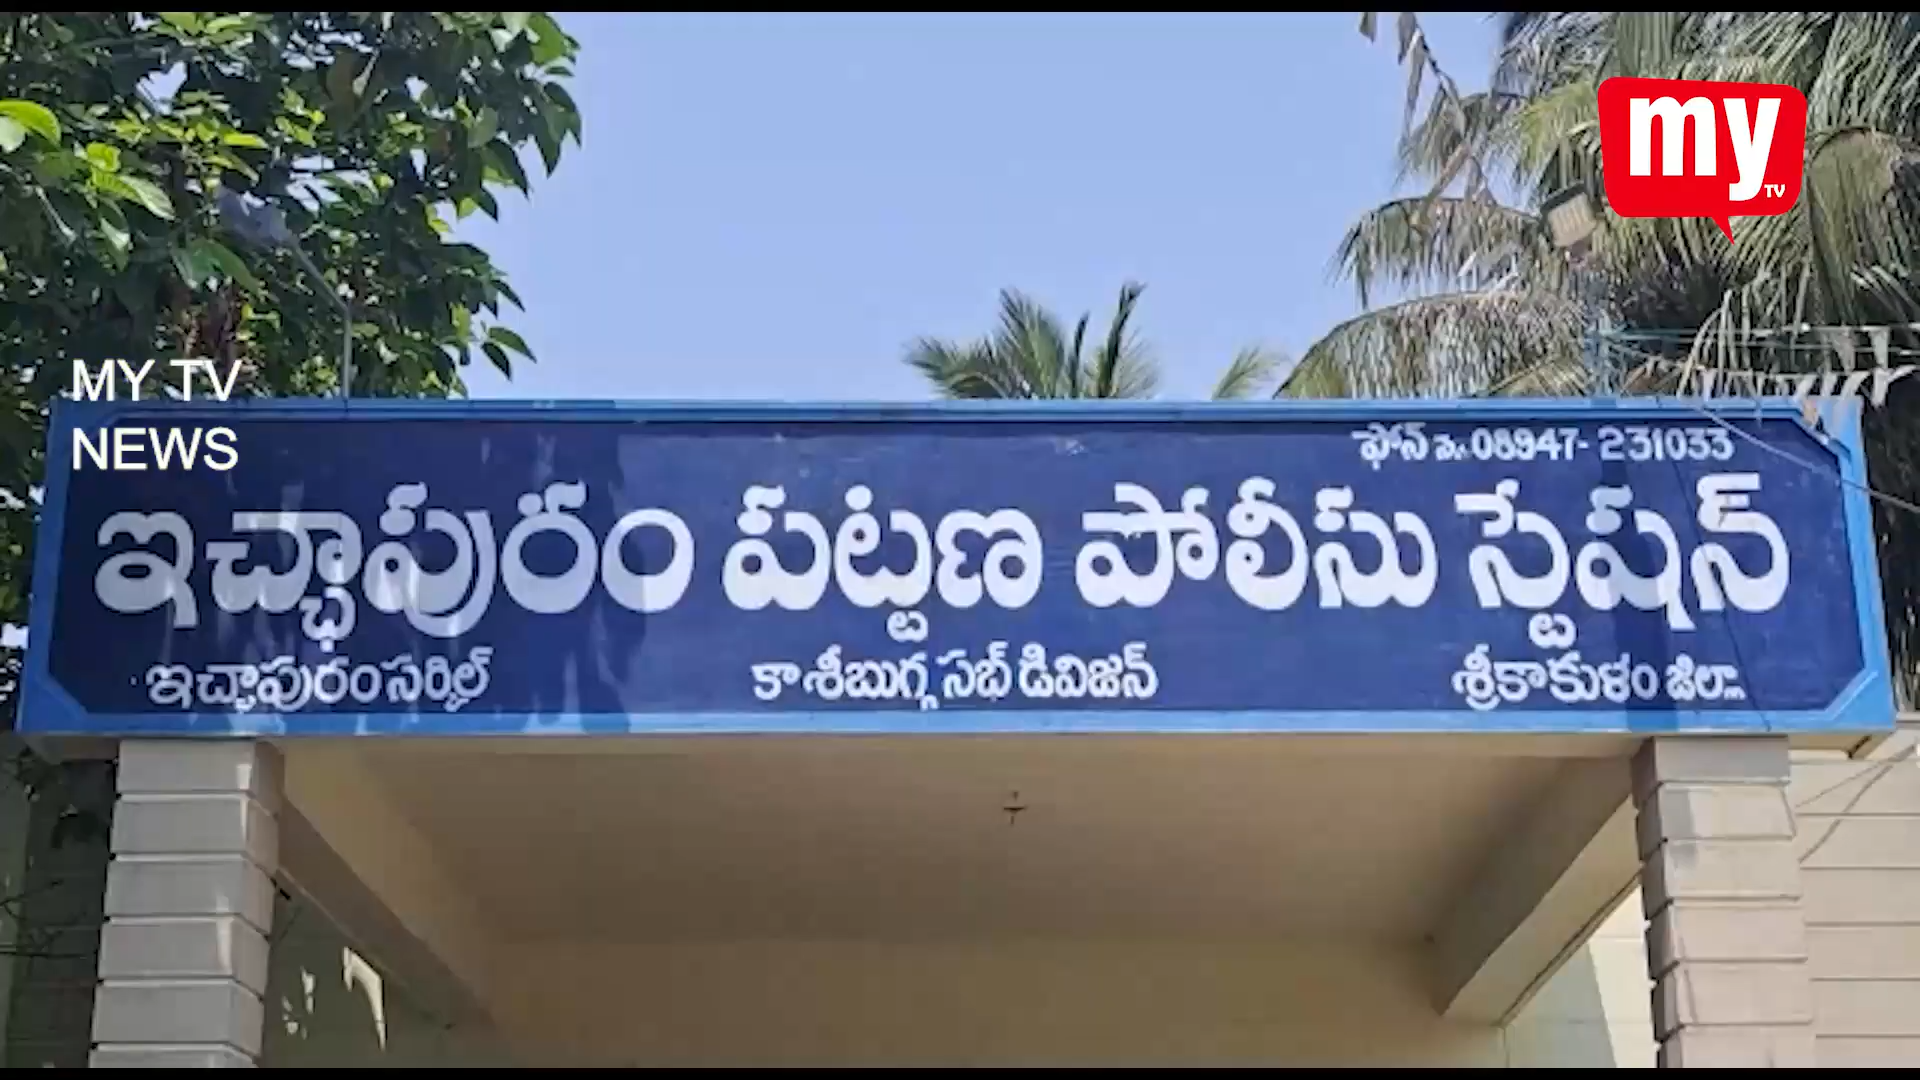 my
TV
MY TV
NEWS
ఫోన్ నెం. 08947-231033
ఇచ్ఛాపురం పట్టణ పోలీసు స్టేషన్
ఇచ్ఛాపురం సర్కిల్ కాశీబుగ్గ సబ్ డివిజన్ శ్రీకాకుళం జిల్లా